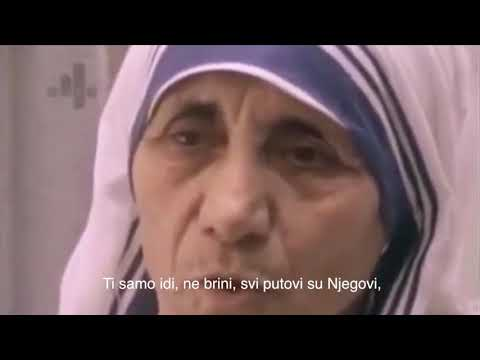 Ti samo idi, ne brini, svi putovi su Njegovi,